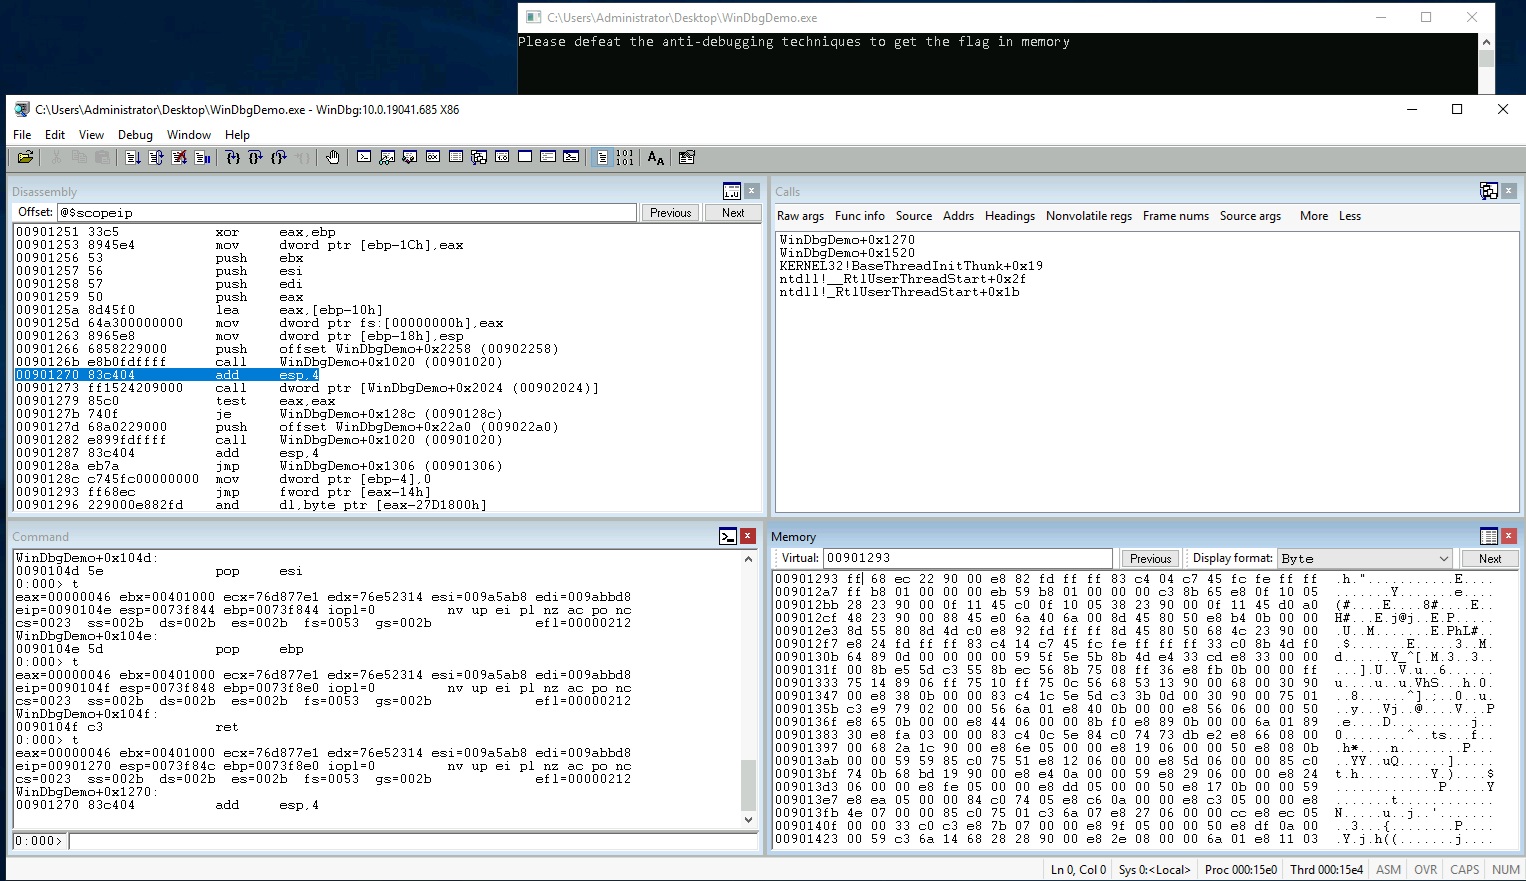 C:\Users\Administrator\Desktop\WinDbgDemo.exe
Please defeat the anti-debugging techniques to get the flag in memory
C:\Users\Administrator\Desktop\WinDbgDemo.exe - WinDbg:10.0.19041.685 X86
File Edit View Debug Window Help
Disassembly
Offset: @$scopeip Previous Next
00901251 33c5 xor eax,ebp
00901253 8945e4 mov dword ptr [ebp-1Ch],eax
00901256 53 push ebx
00901257 56 push esi
00901258 57 push edi
00901259 50 push eax
0090125a 8d45f0 lea eax,[ebp-10h]
0090125d 64a300000000 mov dword ptr fs:[00000000h],eax
00901263 8965e8 mov dword ptr [ebp-18h],esp
00901266 6858229000 push offset WinDbgDemo+0x2258 (00902258)
0090126b e8b0fdffff call WinDbgDemo+0x1020 (00901020)
00901270 83c404 add esp,4
00901273 ff1524209000 call dword ptr [WinDbgDemo+0x2024 (00902024)]
00901279 85c0 test eax,eax
0090127b 740f je WinDbgDemo+0x128c (0090128c)
0090127d 68a0229000 push offset WinDbgDemo+0x22a0 (009022a0)
00901282 e899fdffff call WinDbgDemo+0x1020 (00901020)
00901287 83c404 add esp,4
0090128a eb7a jmp WinDbgDemo+0x1306 (00901306)
0090128c c745fc00000000 mov dword ptr [ebp-4],0
00901293 ff68ec jmp fword ptr [eax-14h]
00901296 229000e882fd and dl,byte ptr [eax-27D1800h]
Calls
Raw args Func info Source Addrs Headings Nonvolatile regs Frame nums Source args More Less
WinDbgDemo+0x1270
WinDbgDemo+0x1520
KERNEL32!BaseThreadInitThunk+0x19
ntdll!__RtlUserThreadStart+0x2f
ntdll!_RtlUserThreadStart+0x1b
Command
WinDbgDemo+0x104d:
0090104d 5e pop esi
0:000> t
eax=00000046 ebx=00401000 ecx=76d877e1 edx=76e52314 esi=009a5ab8 edi=009abbd8
eip=0090104e esp=0073f844 ebp=0073f844 iopl=0 nv up ei pl nz ac po nc
cs=0023 ss=002b ds=002b es=002b fs=0053 gs=002b efl=00000212
WinDbgDemo+0x104e:
0090104e 5d pop ebp
0:000> t
eax=00000046 ebx=00401000 ecx=76d877e1 edx=76e52314 esi=009a5ab8 edi=009abbd8
eip=0090104f esp=0073f848 ebp=0073f8e0 iopl=0 nv up ei pl nz ac po nc
cs=0023 ss=002b ds=002b es=002b fs=0053 gs=002b efl=00000212
WinDbgDemo+0x104f:
0090104f c3 ret
0:000> t
eax=00000046 ebx=00401000 ecx=76d877e1 edx=76e52314 esi=009a5ab8 edi=009abbd8
eip=00901270 esp=0073f84c ebp=0073f8e0 iopl=0 nv up ei pl nz ac po nc
cs=0023 ss=002b ds=002b es=002b fs=0053 gs=002b efl=00000212
WinDbgDemo+0x1270:
00901270 83c404 add esp,4
0:000>
Memory
Virtual: 00901293 Previous Display format: Byte Next
00901293 ff 68 ec 22 90 00 e8 82 fd ff ff 83 c4 04 c7 45 fc fe ff ff .h."...........E....
009012a7 ff b8 01 00 00 00 eb 59 b8 01 00 00 00 c3 8b 65 e8 0f 10 05 .......Y.......e....
009012bb 28 23 90 00 0f 11 45 c0 0f 10 05 38 23 90 00 0f 11 45 d0 a0 (#....E....8#....E..
009012cf 48 23 90 00 88 45 e0 6a 40 6a 00 8d 45 80 50 e8 b4 0b 00 00 H#...E.j@j..E.P.....
009012e3 8d 55 80 8d 4d c0 e8 92 fd ff ff 8d 45 80 50 68 4c 23 90 00 .U..M.......E.PhL#..
009012f7 e8 24 fd ff ff 83 c4 14 c7 45 fc fe ff ff ff 33 c0 8b 4d f0 .$.......E.....3..M.
0090130b 64 89 0d 00 00 00 00 59 5f 5e 5b 8b 4d e4 33 cd e8 33 00 00 d......Y_^[.M.3..3..
0090131f 00 8b e5 5d c3 55 8b ec 56 8b 75 08 ff 36 e8 fb 0b 00 00 ff ...].U..V.u..6......
00901333 75 14 89 06 ff 75 10 ff 75 0c 56 68 53 13 90 00 68 00 30 90 u....u..u.VhS...h.0.
00901347 00 e8 38 0b 00 00 83 c4 1c 5e 5d c3 3b 0d 00 30 90 00 75 01 ..8......^].;..0..u.
0090135b c3 e9 79 02 00 00 56 6a 01 e8 40 0b 00 00 e8 56 06 00 00 50 ..y...Vj..@....V...P
0090136f e8 65 0b 00 00 e8 44 06 00 00 8b f0 e8 89 0b 00 00 6a 01 89 .e....D..........j..
00901383 30 e8 fa 03 00 00 83 c4 0c 5e 84 c0 74 73 db e2 e8 66 08 00 0........^..ts...f..
00901397 00 68 2a 1c 90 00 e8 6e 05 00 00 e8 19 06 00 00 50 e8 08 0b .h*....n........P...
009013ab 00 00 59 59 85 c0 75 51 e8 12 06 00 00 e8 5d 06 00 00 85 c0 ..YY..uQ......].....
009013bf 74 0b 68 bd 19 90 00 e8 e4 0a 00 00 59 e8 29 06 00 00 e8 24 t.h.........Y.)....$
009013d3 06 00 00 e8 fe 05 00 00 e8 dd 05 00 00 50 e8 17 0b 00 00 59 .............P.....Y
009013e7 e8 ea 05 00 00 84 c0 74 05 e8 c6 0a 00 00 e8 c3 05 00 00 e8 .......t............
009013fb 4e 07 00 00 85 c0 75 01 c3 6a 07 e8 27 06 00 00 cc e8 ec 05 N.....u..j..'.......
0090140f 00 00 33 c0 c3 e8 7b 07 00 00 e8 9f 05 00 00 50 e8 df 0a 00 ..3...{........P....
00901423 00 59 c3 6a 14 68 28 28 90 00 e8 2e 08 00 00 6a 01 e8 11 03 .Y.j.h((.......j....
Ln 0, Col 0 Sys 0:<Local> Proc 000:15e0 Thrd 000:15e4 ASM OVR CAPS NUM